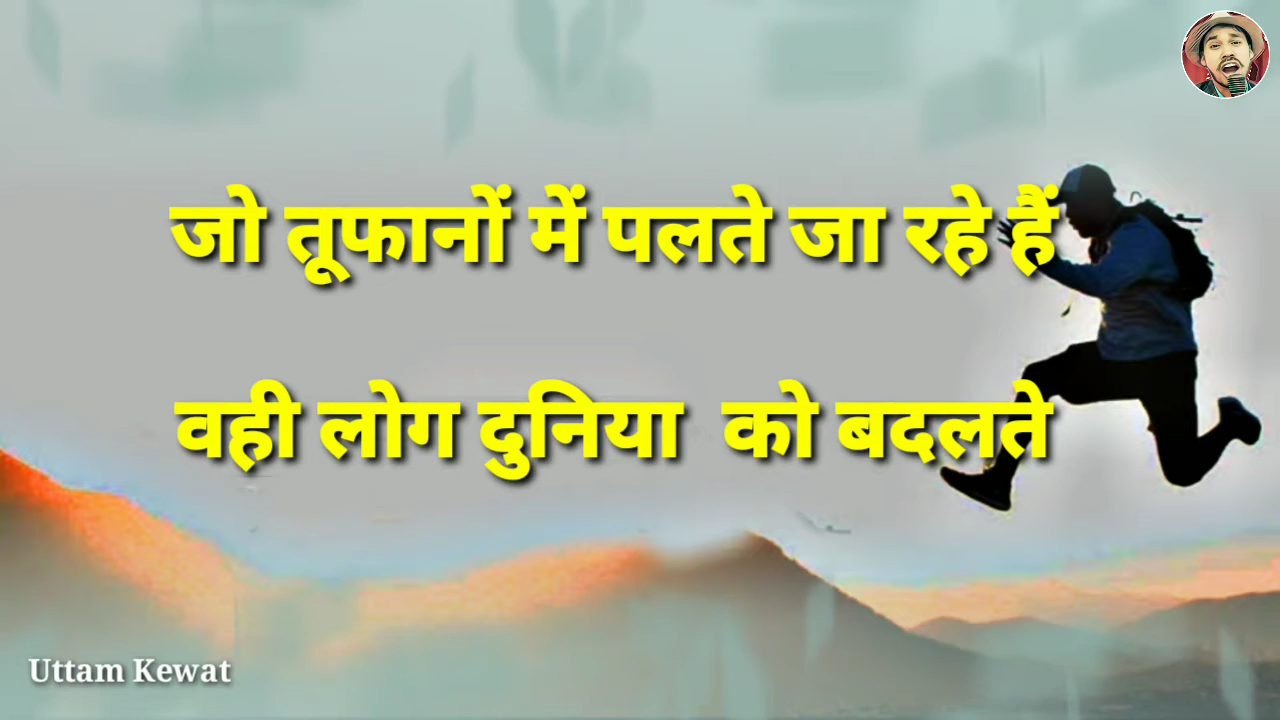 जो तूफानों में पलते जा रहे हैं
वही लोग दुनिया को बदलते
Uttam Kewat